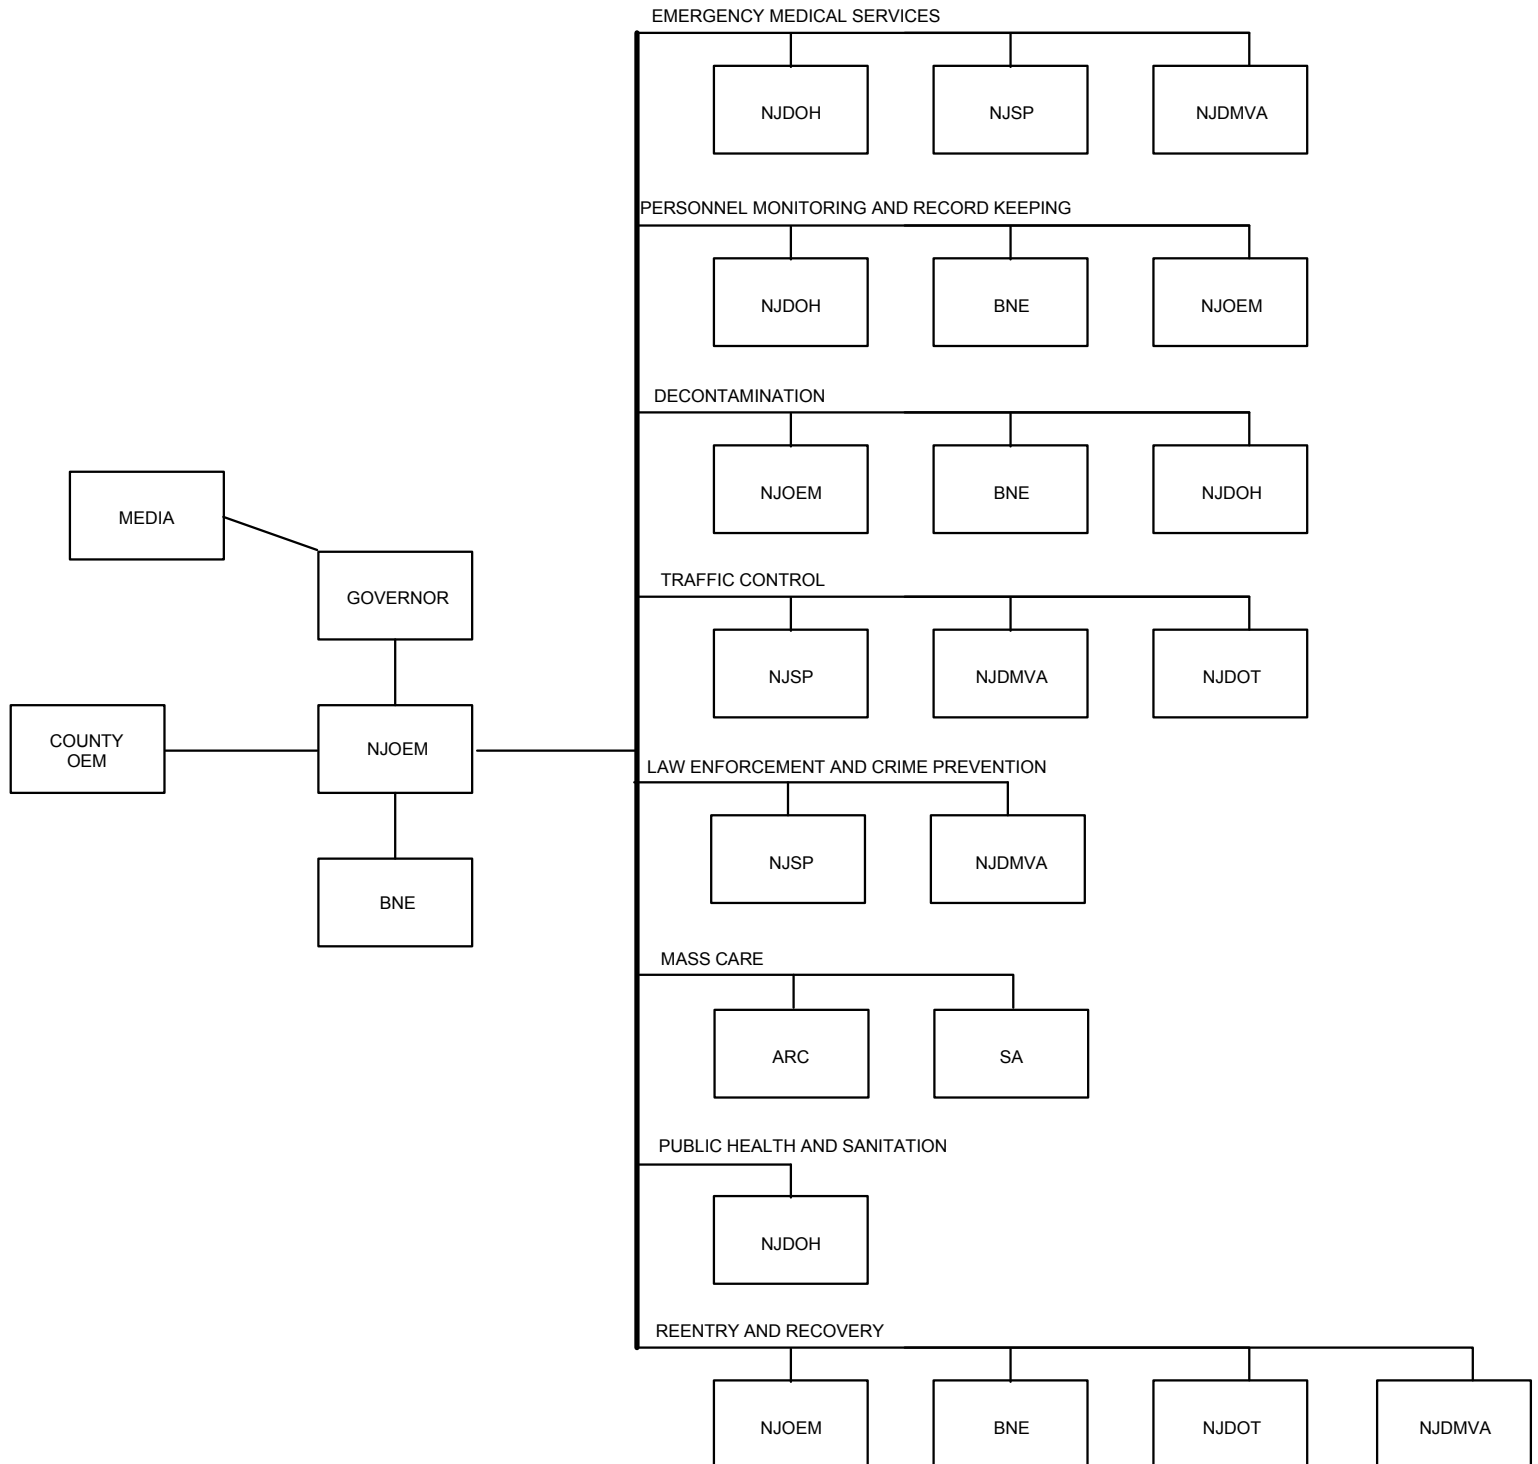 EMERGENCY MEDICAL SERVICES
NJDOH
NJSP
NJDMVA
PERSONNEL MONITORING AND RECORD KEEPING
NJDOH
BNE
NJOEM
DECONTAMINATION
NJOEM
BNE
NJDOH
MEDIA
GOVERNOR
TRAFFIC CONTROL
NJSP
NJDMVA
NJDOT
COUNTY
OEM
NJOEM
LAW ENFORCEMENT AND CRIME PREVENTION
NJSP
NJDMVA
BNE
MASS CARE
ARC
SA
PUBLIC HEALTH AND SANITATION
NJDOH
REENTRY AND RECOVERY
NJOEM
BNE
NJDOT
NJDMVA